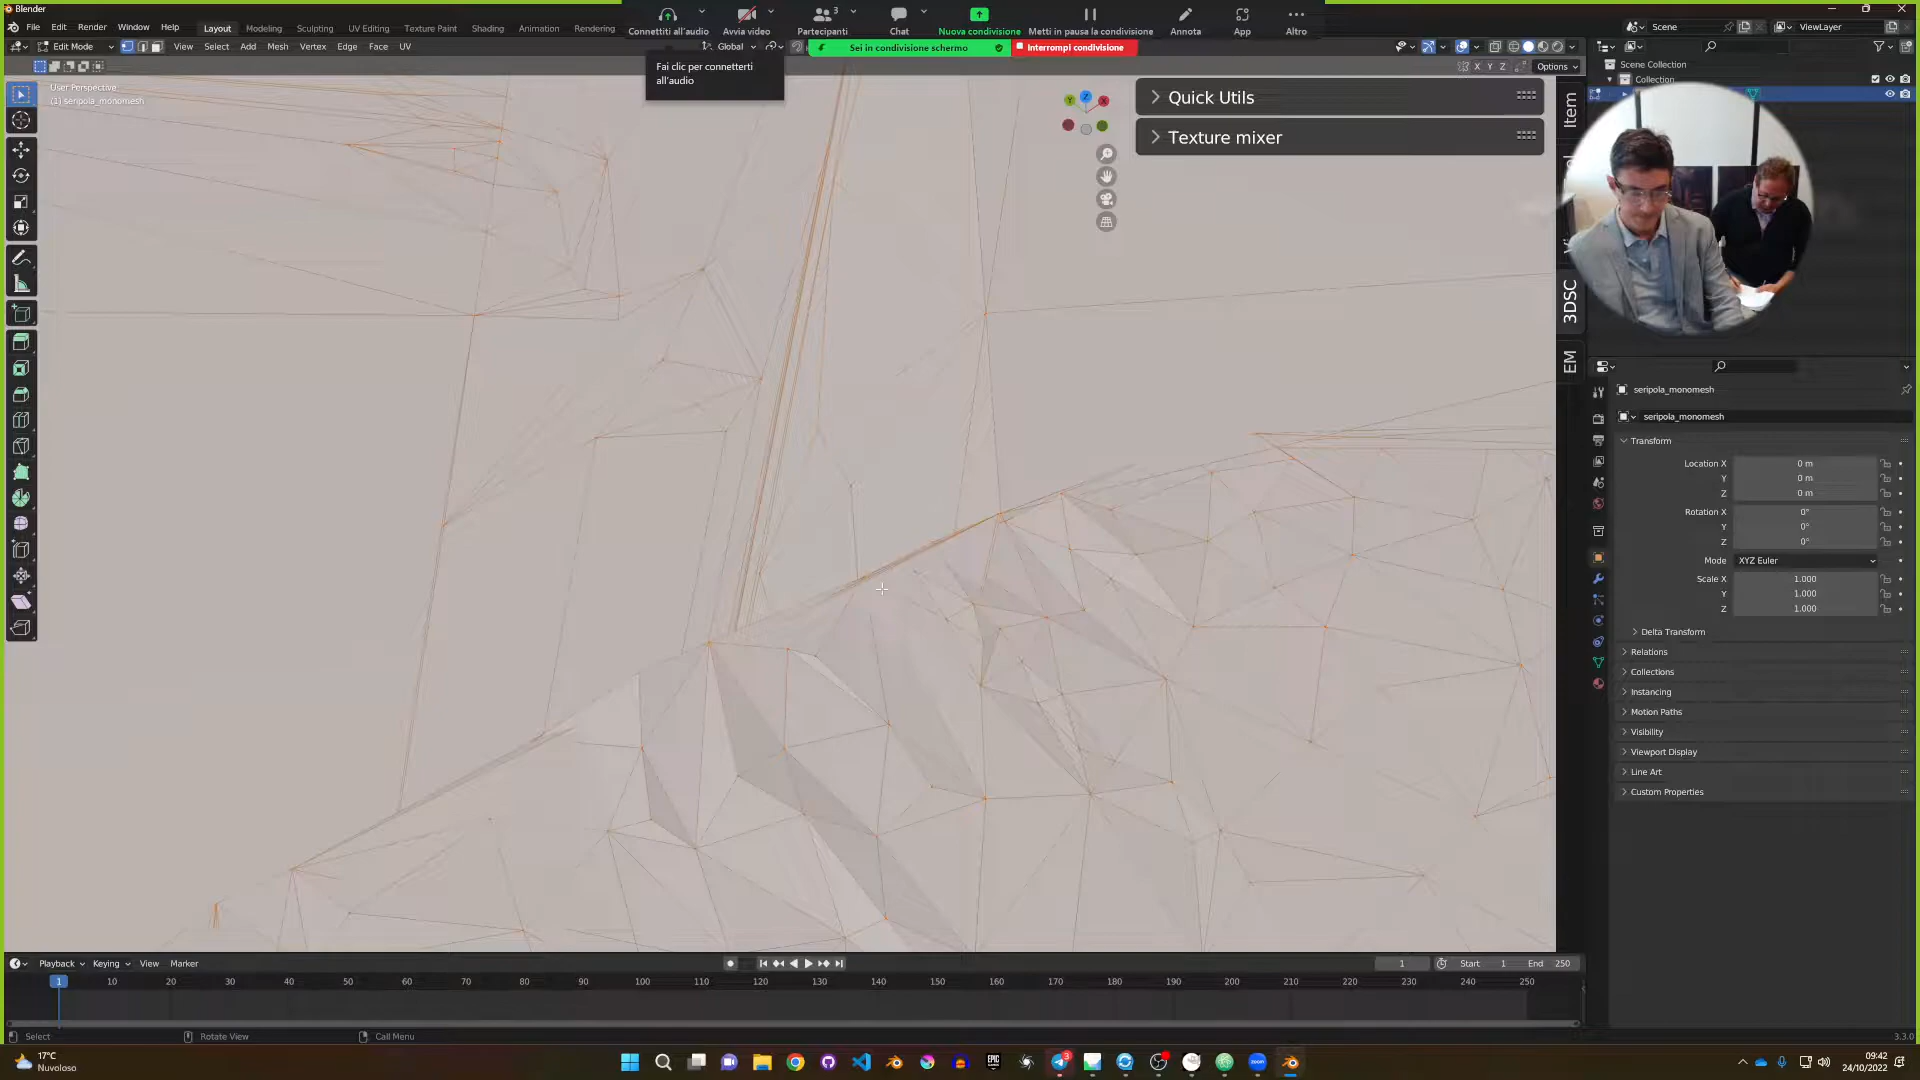 Blender
File Edit Render Window Help Layout Modeling Sculpting UV Editing Texture Paint Shading Animation Rendering
3
Connettiti all'audio Avvia video Partecipanti Chat Nuova condivisione Metti in pausa la condivisione Annota App Altro
Scene ViewLayer
Edit Mode View Select Add Mesh Vertex Edge Face UV Global
Sei in condivisione schermo Interrompi condivisione
Fai clic per connetterti
all'audio
X Y Z Options
Scene Collection
Collection
User Perspective
(1) seripola_monomesh
Z
Y X
Quick Utils
Texture mixer
Item
3DSC
EM
seripola_monomesh
seripola_monomesh
Transform
Location X 0 m
Y 0 m
Z 0 m
Rotation X 0°
Y 0°
Z 0°
Mode XYZ Euler
Scale X 1.000
Y 1.000
Z 1.000
Delta Transform
Relations
Collections
Instancing
Motion Paths
Visibility
Viewport Display
Line Art
Custom Properties
Playback Keying View Marker 1 Start 1 End 250
1 10 20 30 40 50 60 70 80 90 100 110 120 130 140 150 160 170 180 190 200 210 220 230 240 250
Select Rotate View Call Menu 3.3.0
17°C
Nuvoloso
EPIC
3
zoom
09:42
24/10/2022